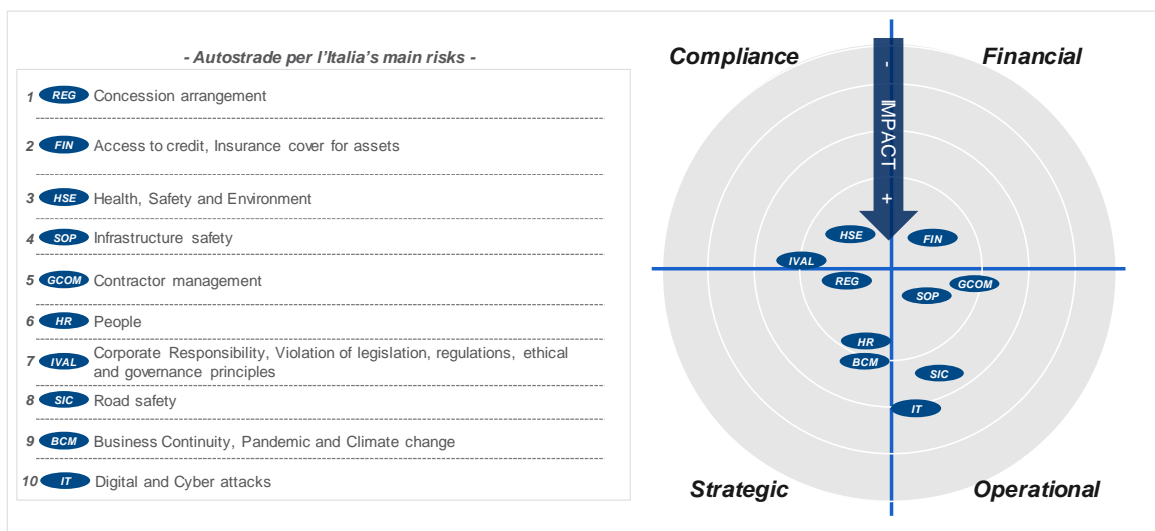 - Autostrade per l'Italia's main risks -
1 REG Concession arrangement
2 FIN Access to credit, Insurance cover for assets
3 HSE Health, Safety and Environment
4 SOP Infrastructure safety
5 GCOM Contractor management
6 HR People
7 IVAL Corporate Responsibility, Violation of legislation, regulations, ethical
and governance principles
8 SIC Road safety
9 BCM Business Continuity, Pandemic and Climate change
10 IT Digital and Cyber attacks
Compliance
Financial
- IMPACT +
HSE
FIN
IVAL
REG
GCOM
SOP
HR
BCM
SIC
IT
Strategic
Operational